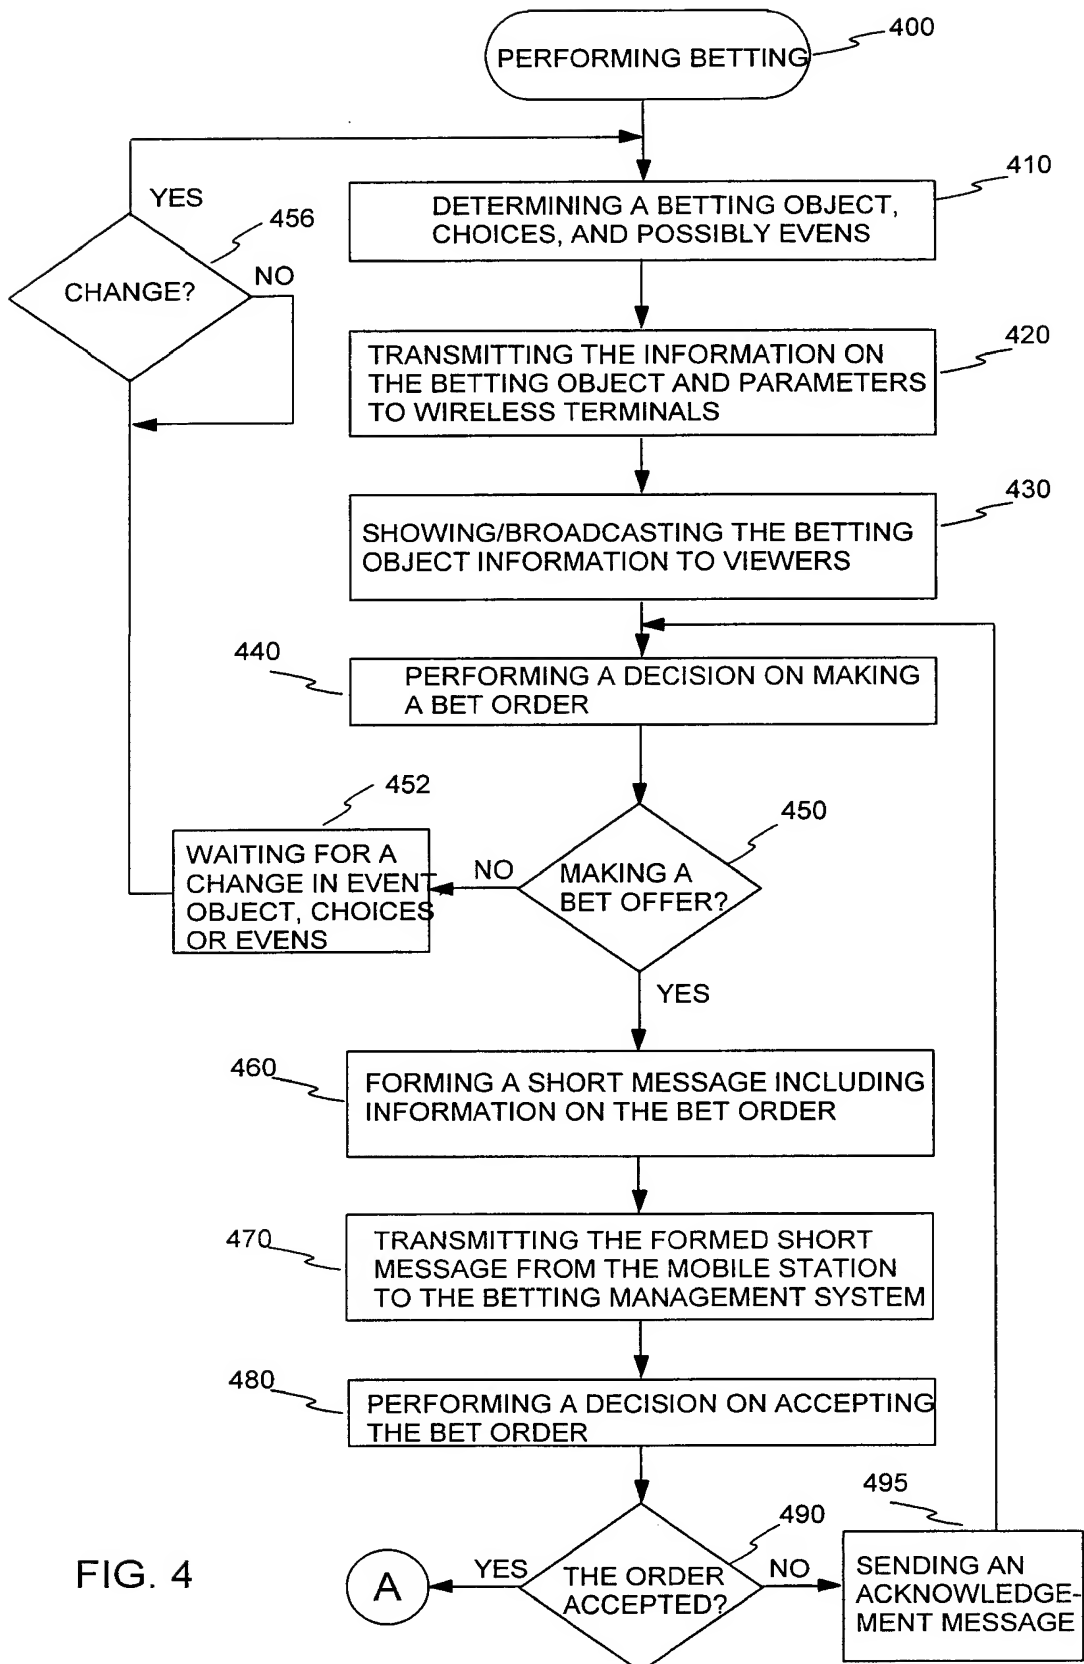 400
PERFORMING BETTING
YES
456
CHANGE?
NO
410
DETERMINING A BETTING OBJECT,
CHOICES, AND POSSIBLY EVENS
420
TRANSMITTING THE INFORMATION ON
THE BETTING OBJECT AND PARAMETERS
TO WIRELESS TERMINALS
430
SHOWING/BROADCASTING THE BETTING
OBJECT INFORMATION TO VIEWERS
440
PERFORMING A DECISION ON MAKING
A BET ORDER
450
MAKING A
BET OFFER?
NO
452
WAITING FOR A
CHANGE IN EVENT
OBJECT, CHOICES
OR EVENS
YES
460
FORMING A SHORT MESSAGE INCLUDING
INFORMATION ON THE BET ORDER
470
TRANSMITTING THE FORMED SHORT
MESSAGE FROM THE MOBILE STATION
TO THE BETTING MANAGEMENT SYSTEM
480
PERFORMING A DECISION ON ACCEPTING
THE BET ORDER
490
THE ORDER
ACCEPTED?
YES
A
NO
495
SENDING AN
ACKNOWLEDGE-
MENT MESSAGE
FIG. 4